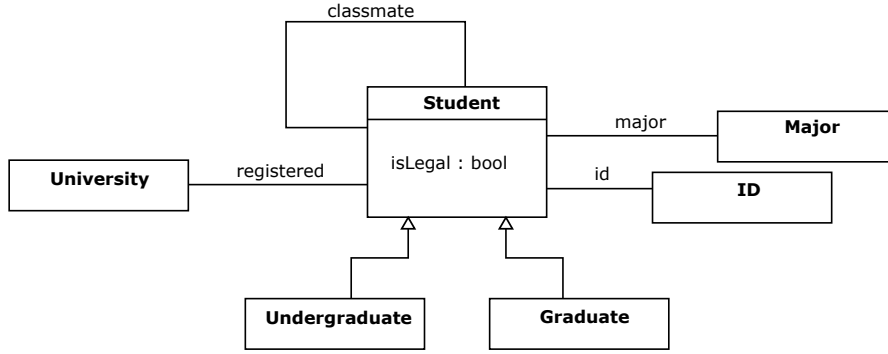 classmate
Student
isLegal : bool
major
Major
University
registered
id
ID
Undergraduate
Graduate